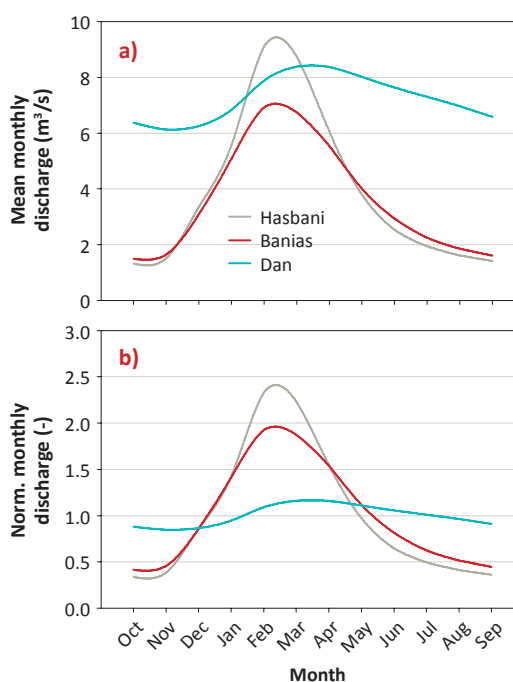 a)
Mean monthly
discharge (m³/s)
10
8
6
4
2
0
Hasbani
Banias
Dan
b)
Norm. monthly
discharge (-)
3.0
2.5
2.0
1.5
1.0
0.5
0.0
Oct Nov Dec Jan Feb Mar Apr May Jun Jul Aug Sep
Month